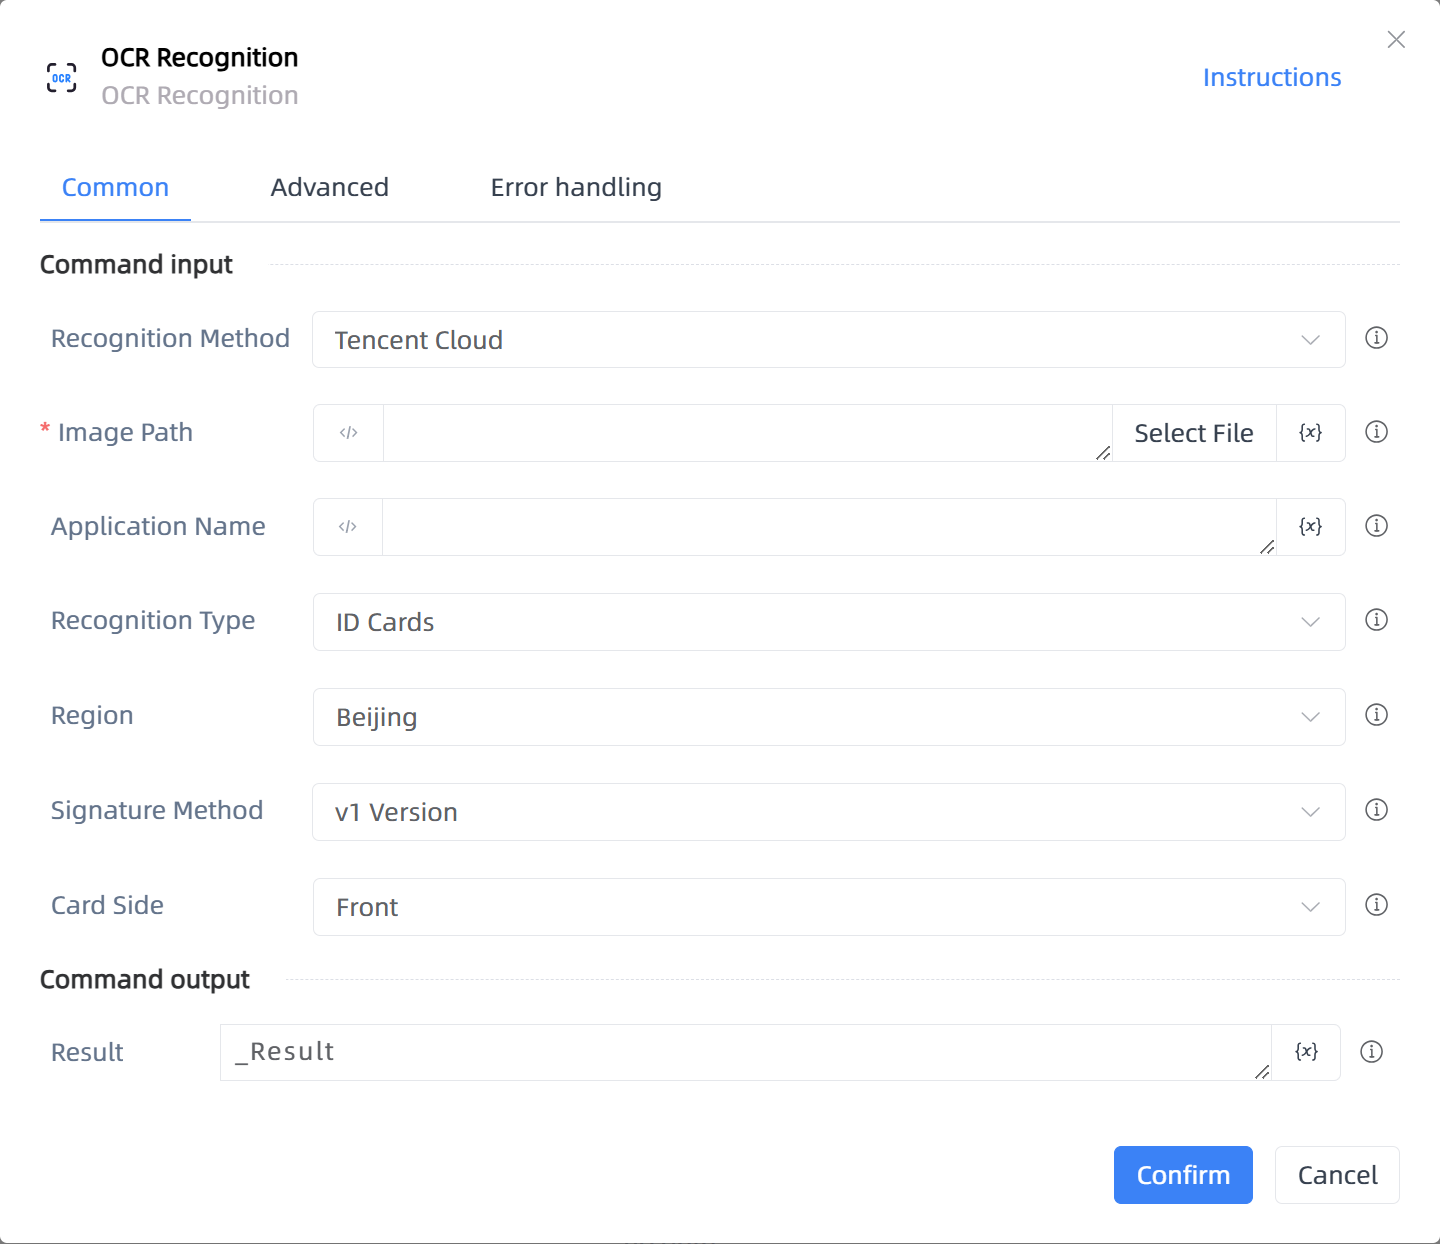 OCR
OCR Recognition
OCR Recognition
Instructions
Common Advanced Error handling
Command input
Recognition Method Tencent Cloud
* Image Path </> Select File {x}
Application Name </> {x}
Recognition Type ID Cards
Region Beijing
Signature Method v1 Version
Card Side Front
Command output
Result _Result {x}
Confirm Cancel